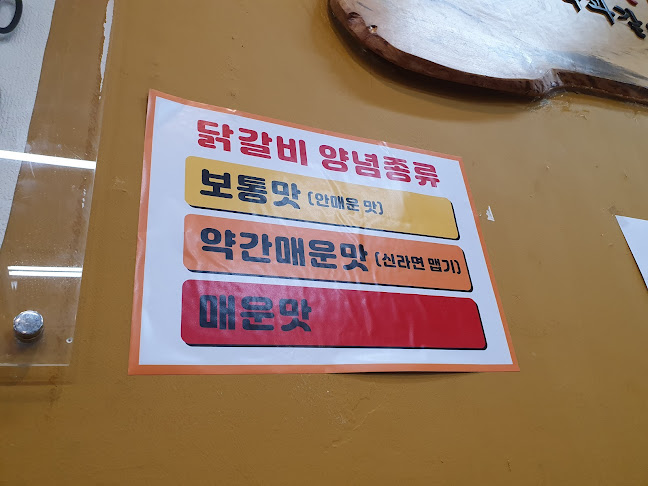 닭갈비 양념종류
보통맛 (안매운 맛)
약간매운맛 (신라면 맵기)
매운맛